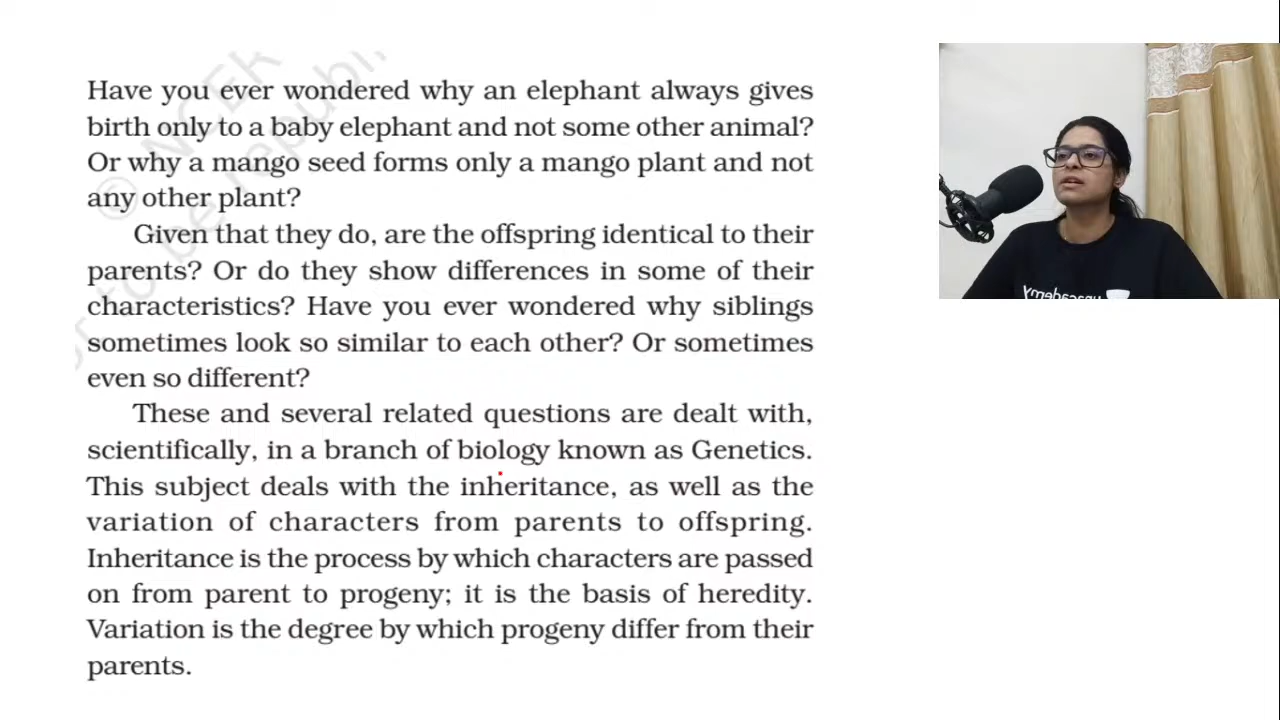 Have you ever wondered why an elephant always gives
birth only to a baby elephant and not some other animal?
Or why a mango seed forms only a mango plant and not
any other plant?
Given that they do, are the offspring identical to their
parents? Or do they show differences in some of their
characteristics? Have you ever wondered why siblings
sometimes look so similar to each other? Or sometimes
even so different?
These and several related questions are dealt with,
scientifically, in a branch of biology known as Genetics.
This subject deals with the inheritance, as well as the
variation of characters from parents to offspring.
Inheritance is the process by which characters are passed
on from parent to progeny; it is the basis of heredity.
Variation is the degree by which progeny differ from their
parents.